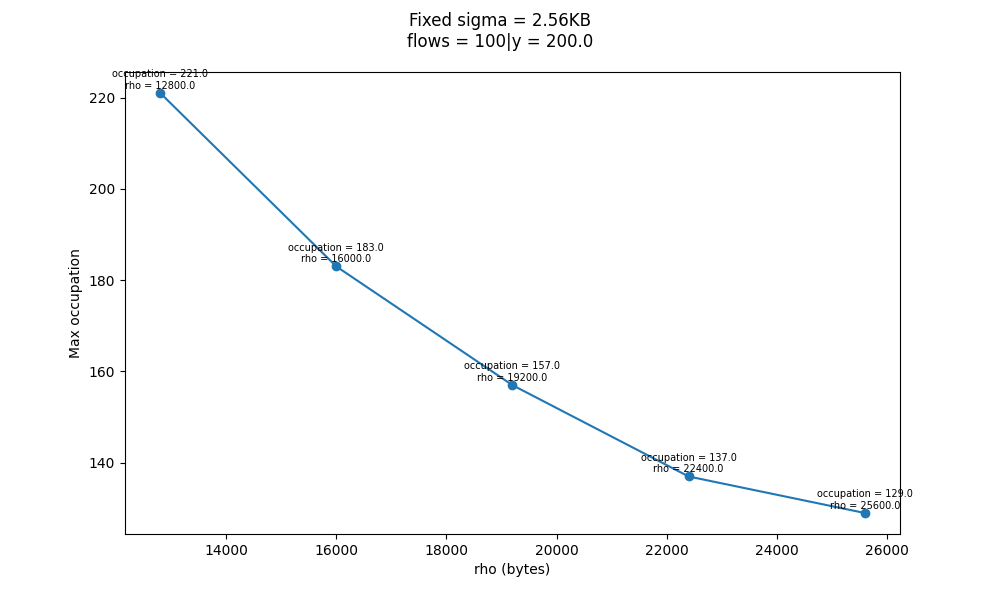 Fixed sigma = 2.56KB
flows = 100|y = 200.0
occupation = 221.0
rho = 12800.0
occupation = 183.0
rho = 16000.0
occupation = 157.0
rho = 19200.0
occupation = 137.0
rho = 22400.0
occupation = 129.0
rho = 25600.0
220
200
180
160
140
Max occupation
14000
16000
18000
20000
22000
24000
26000
rho (bytes)